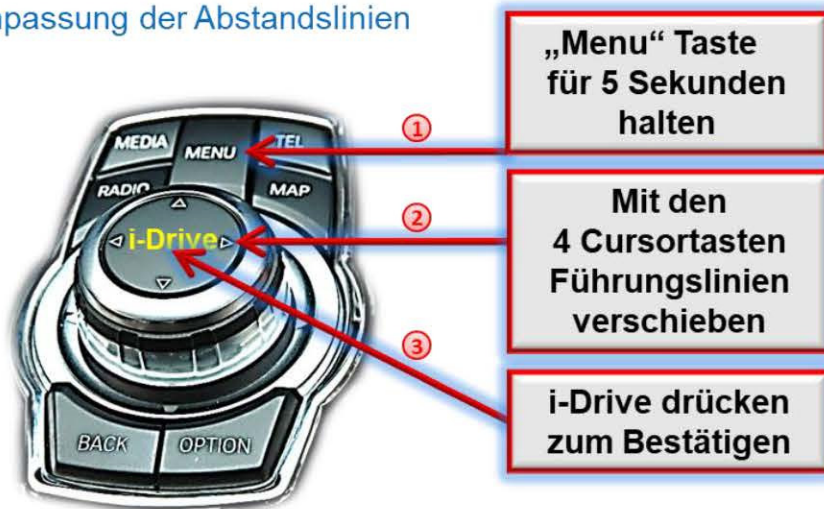 passung der Abstandslinien
„Menu“ Taste
für 5 Sekunden
halten
1
MEDIA
MENU
TEL
RADIO
MAP
2
i-Drive
Mit den
4 Cursortasten
Führungslinien
verschieben
3
i-Drive drücken
zum Bestätigen
BACK
OPTION